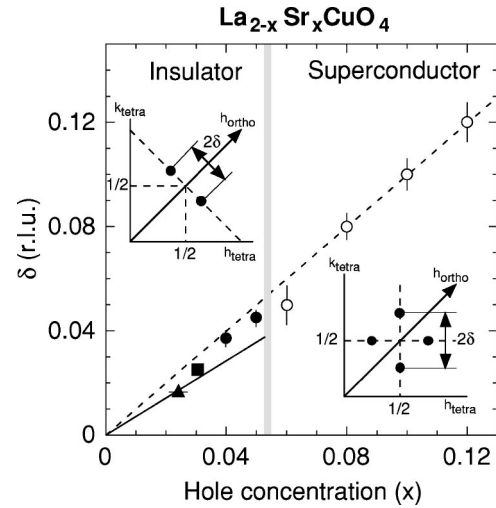 La2-xSrxCuO4
Insulator
Superconductor
ktetra
hortho
2δ
1/2
1/2
htetra
ktetra
hortho
2δ
1/2
1/2
htetra
δ (r.l.u.)
0.12
0.08
0.04
0
0
0.04
0.08
0.12
Hole concentration (x)